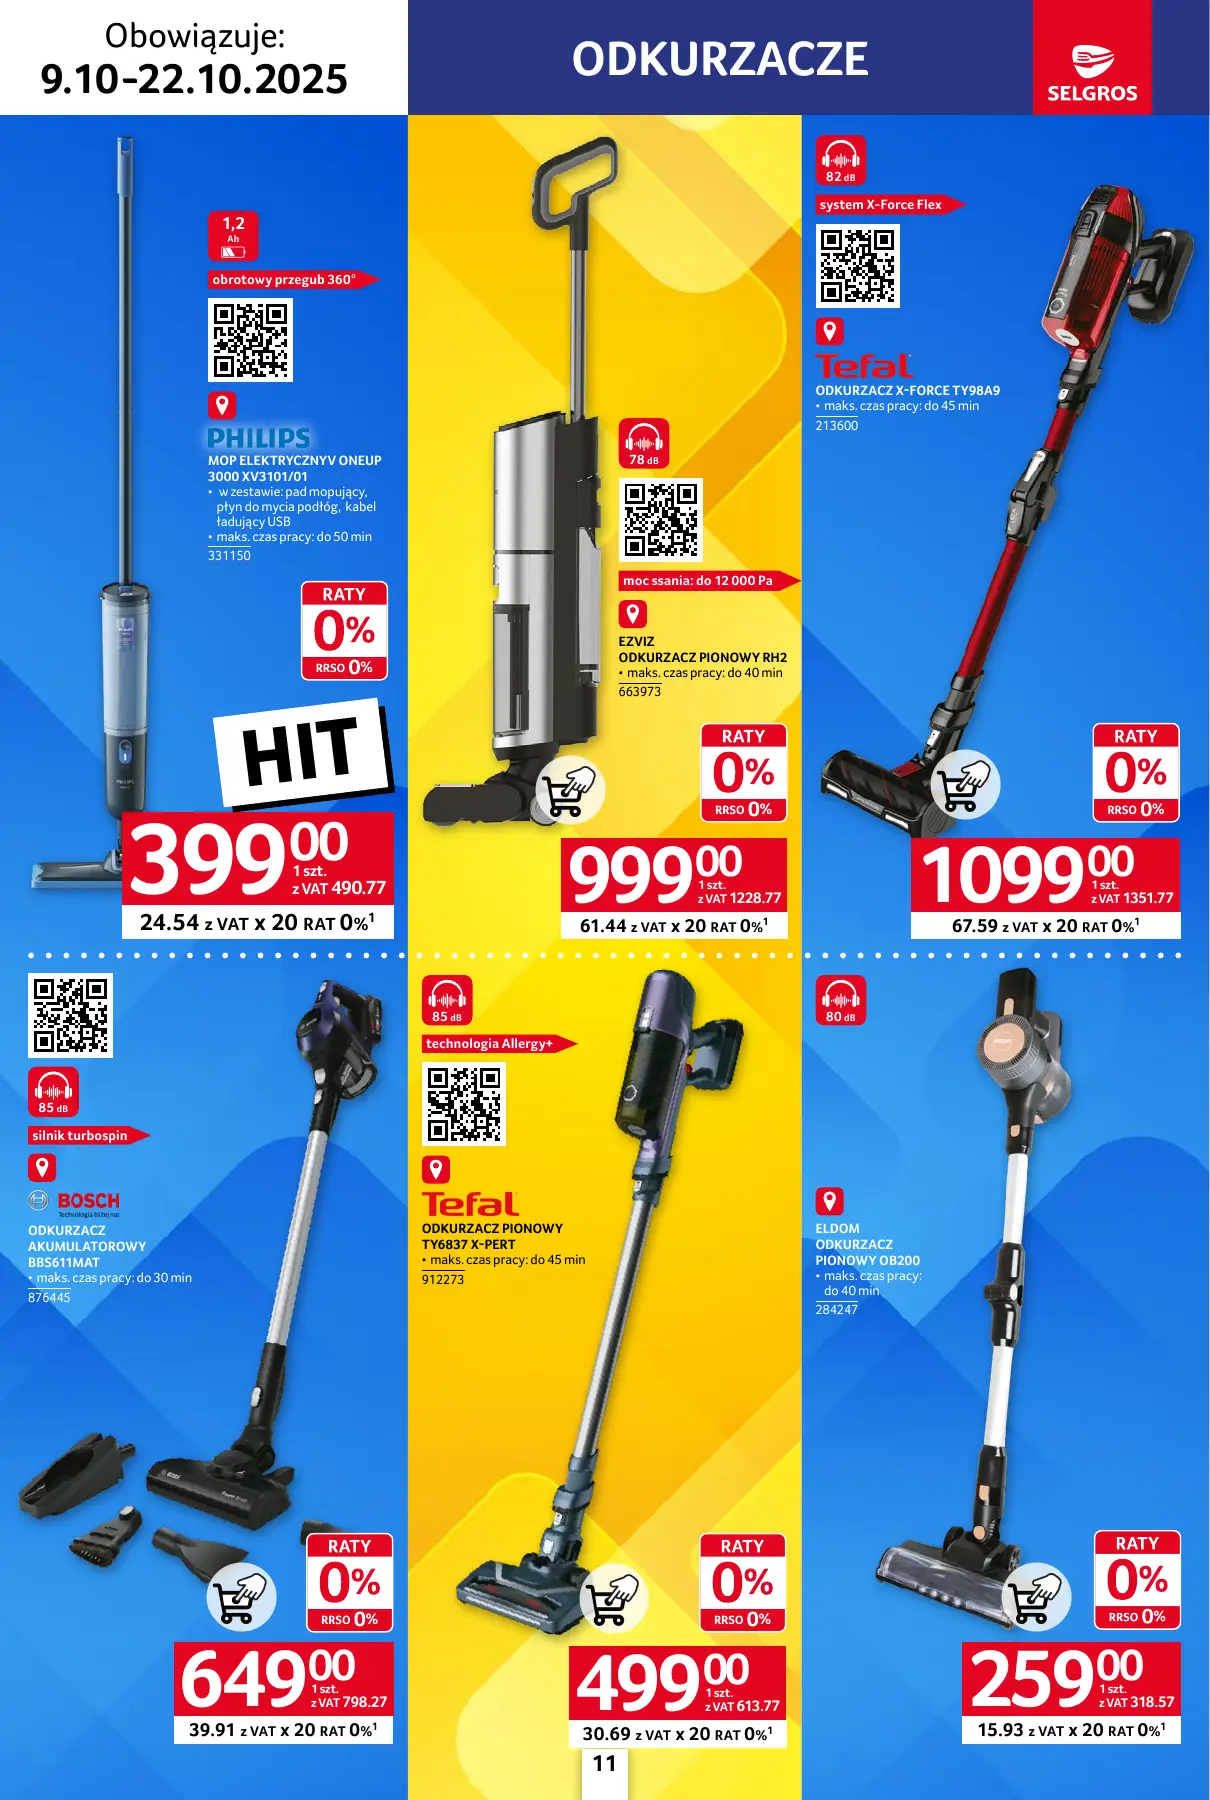 Obowiązuje:
9.10–22.10.2025
ODKURZACZE
SELGROS
1,2
Ah
obrotowy przegub 360°
PHILIPS
MOP ELEKTRYCZNYV ONEUP
3000 XV3101/01
• w zestawie: pad mopujący,
płyn do mycia podłóg, kabel
ładujący USB
• maks. czas pracy: do 50 min
331150
RATY
0%
RRSO 0%
HIT
399 00
1 szt.
z VAT 490.77
24.54 z VAT x 20 RAT 0%¹
78 dB
moc ssania: do 12 000 Pa
EZVIZ
ODKURZACZ PIONOWY RH2
• maks. czas pracy: do 40 min
663973
RATY
0%
RRSO 0%
999 00
1 szt.
z VAT 1228.77
61.44 z VAT x 20 RAT 0%¹
82 dB
system X-Force Flex
Tefal
ODKURZACZ X-FORCE TY98A9
• maks. czas pracy: do 45 min
213600
FLEX
RATY
0%
RRSO 0%
1099 00
1 szt.
z VAT 1351.77
67.59 z VAT x 20 RAT 0%¹
85 dB
silnik turbospin
BOSCH
Technologia bliżej nas
ODKURZACZ
AKUMULATOROWY
BBS611MAT
• maks. czas pracy: do 30 min
876445
RATY
0%
RRSO 0%
649 00
1 szt.
z VAT 798.27
39.91 z VAT x 20 RAT 0%¹
85 dB
technologia Allergy+
Tefal
ODKURZACZ PIONOWY
TY6837 X-PERT
• maks. czas pracy: do 45 min
912273
RATY
0%
RRSO 0%
499 00
1 szt.
z VAT 613.77
30.69 z VAT x 20 RAT 0%¹
80 dB
ELDOM
ODKURZACZ
PIONOWY OB200
• maks. czas pracy:
do 40 min
284247
RATY
0%
RRSO 0%
259 00
1 szt.
z VAT 318.57
15.93 z VAT x 20 RAT 0%¹
11